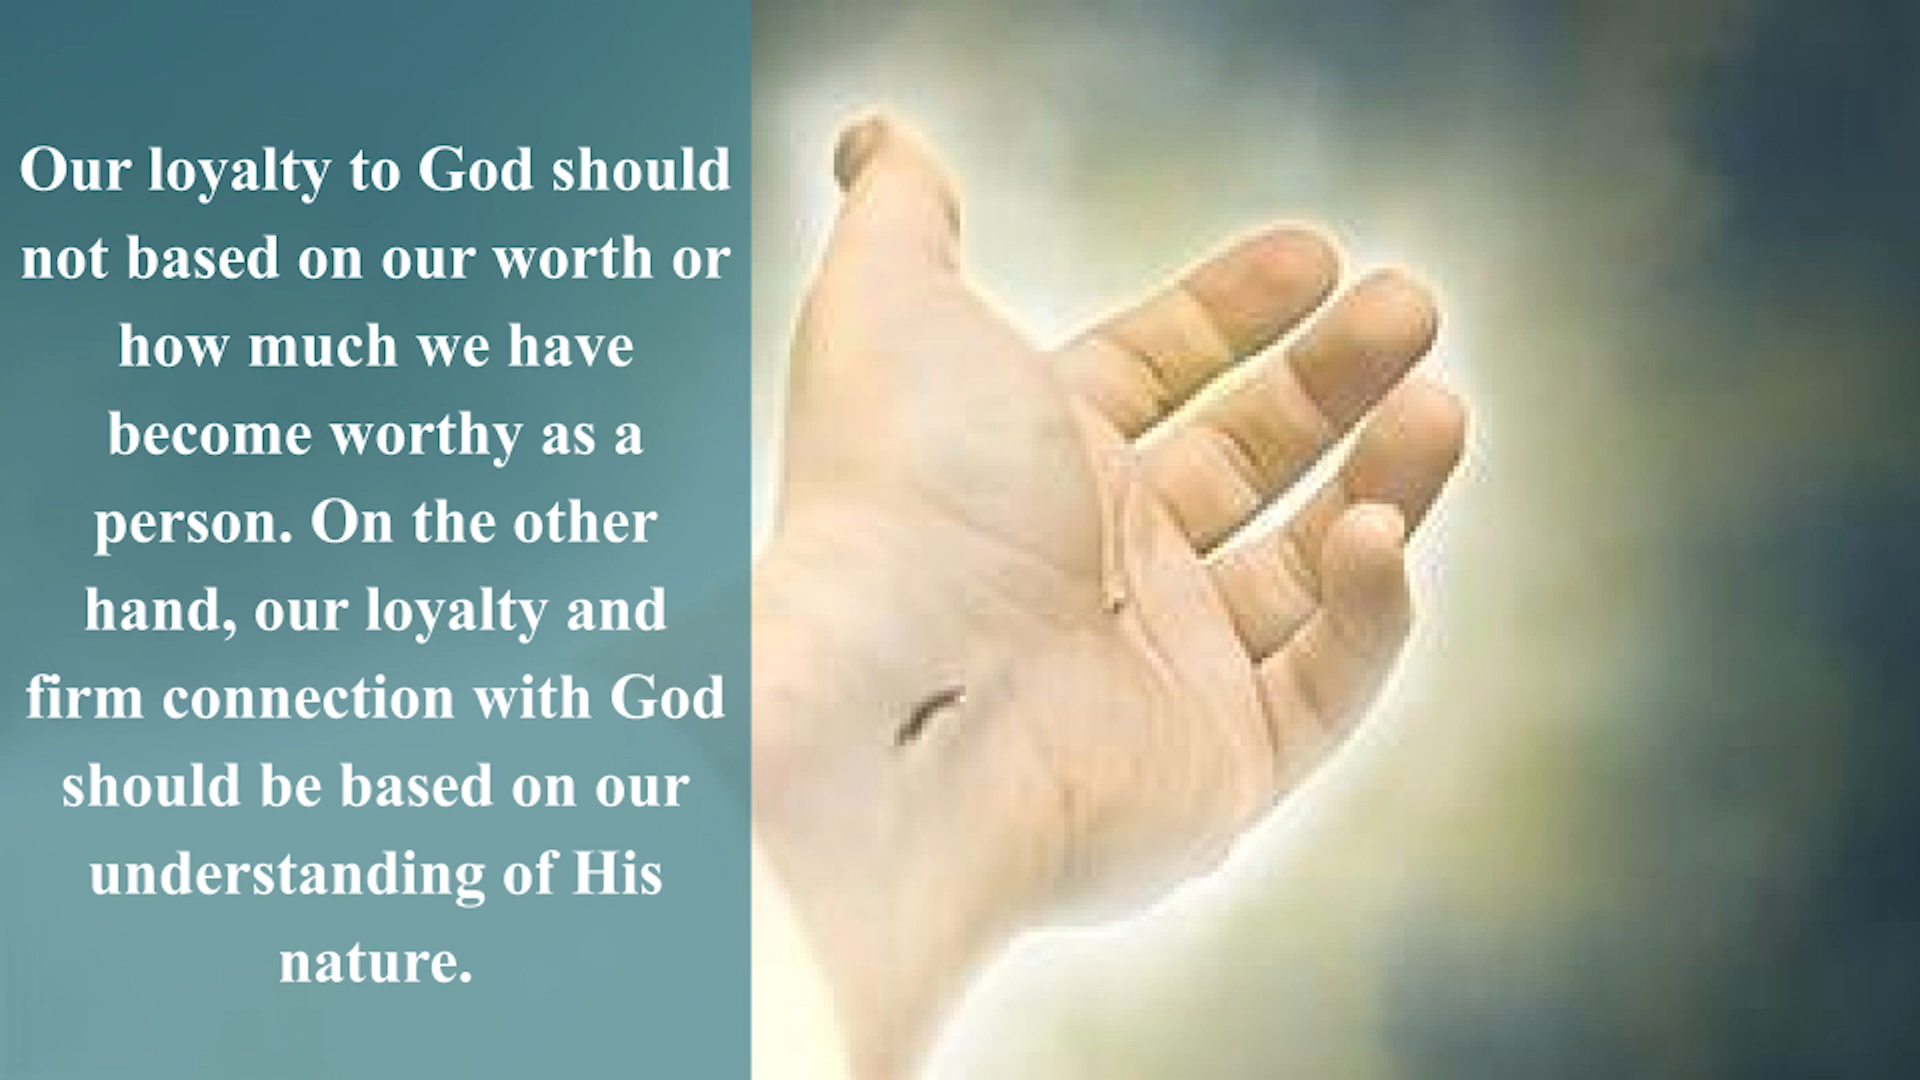 Our loyalty to God should
not based on our worth or
how much we have
become worthy as a
person. On the other
hand, our loyalty and
firm connection with God
should be based on our
understanding of His
nature.